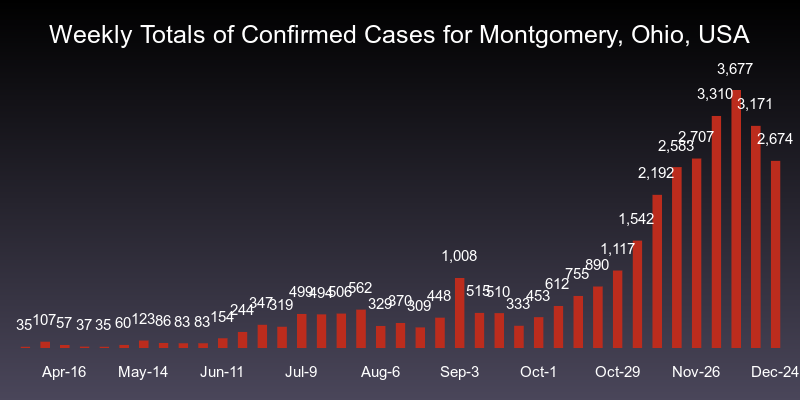 Weekly Totals of Confirmed Cases for Montgomery, Ohio, USA
35 107 57 37 35 60 123 86 83 83 154 244 347 319 499 494 506 562 329 370 309 448 1,008 515 510 333 453 612 755 890 1,117 1,542 2,192 2,583 2,707 3,310 3,677 3,171 2,674
Apr-16 May-14 Jun-11 Jul-9 Aug-6 Sep-3 Oct-1 Oct-29 Nov-26 Dec-24